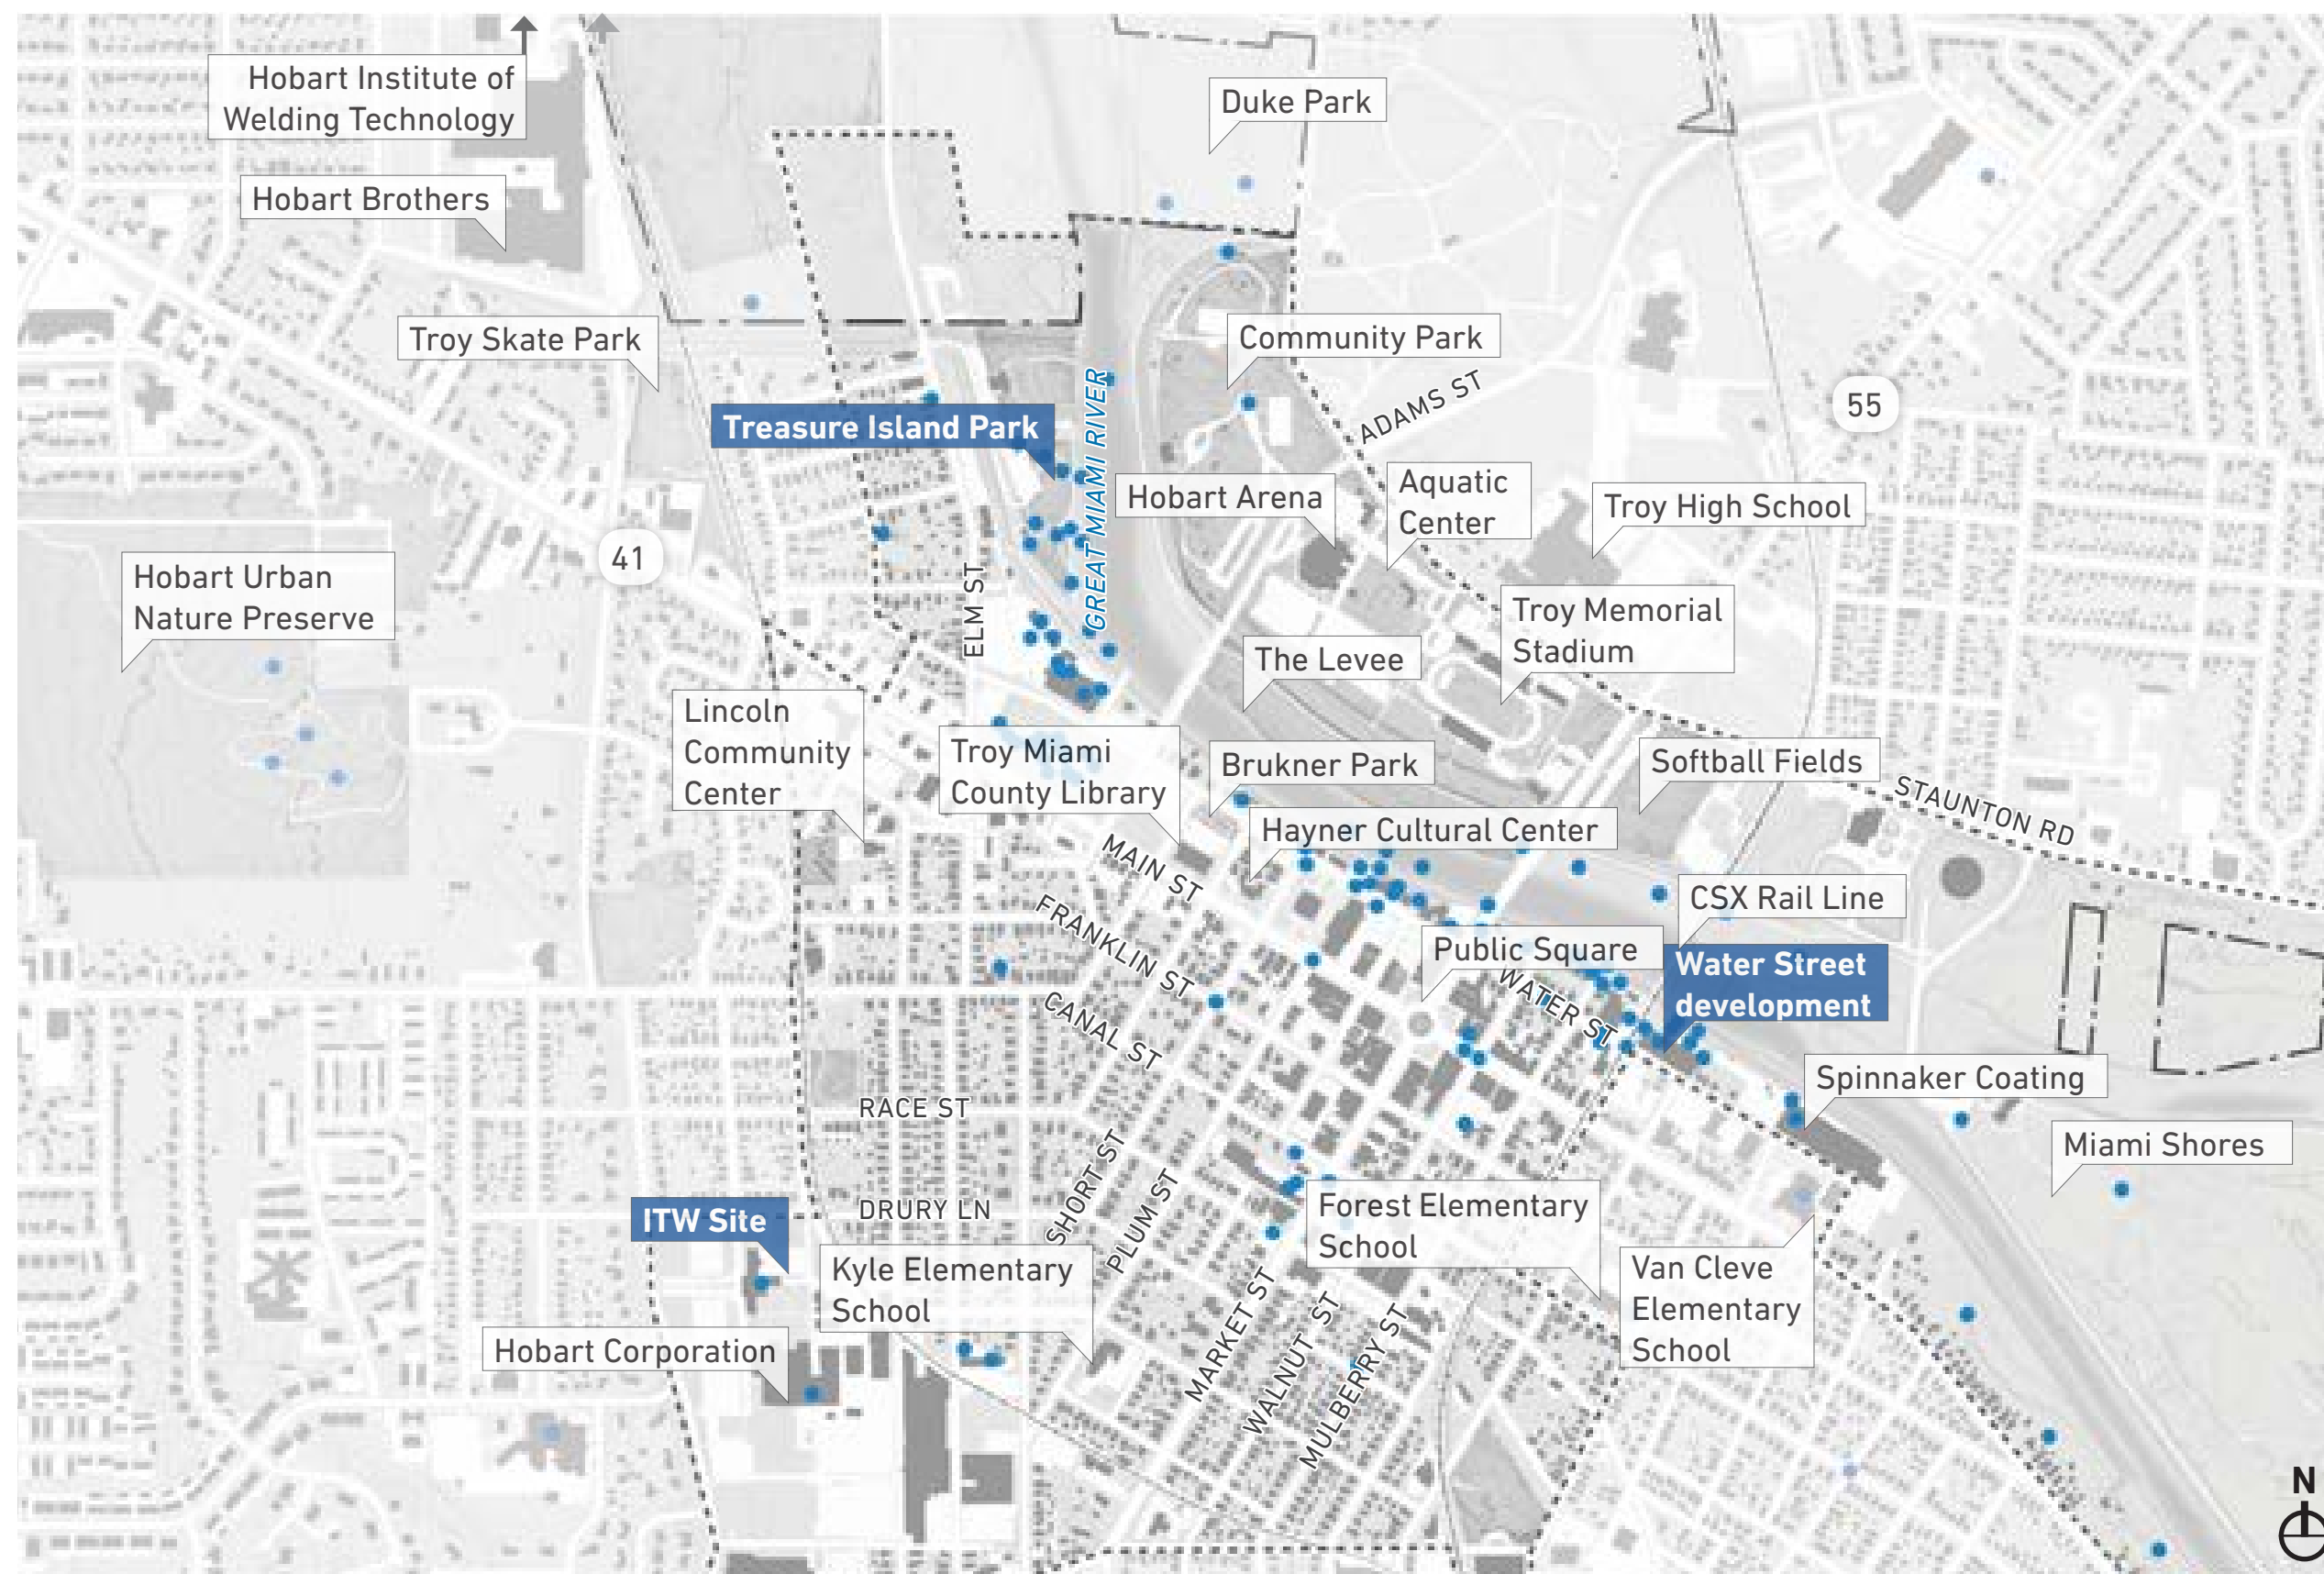 Hobart Institute of
Welding Technology
Duke Park
Hobart Brothers
Troy Skate Park
Community Park
ADAMS ST
55
Treasure Island Park
GREAT MIAMI RIVER
Hobart Arena
Aquatic
Center
Troy High School
41
Hobart Urban
Nature Preserve
ELM ST
Troy Memorial
Stadium
The Levee
Lincoln
Community
Center
Troy Miami
County Library
Brukner Park
Softball Fields
STAUNTON RD
Hayner Cultural Center
MAIN ST
FRANKLIN ST
CANAL ST
CSX Rail Line
Public Square
WATER ST
Water Street
development
Spinnaker Coating
Miami Shores
RACE ST
DRURY LN
SHORT ST
PLUM ST
ITW Site
Kyle Elementary
School
Forest Elementary
School
Van Cleve
Elementary
School
Hobart Corporation
MARKET ST
WALNUT ST
MULBERRY ST
N